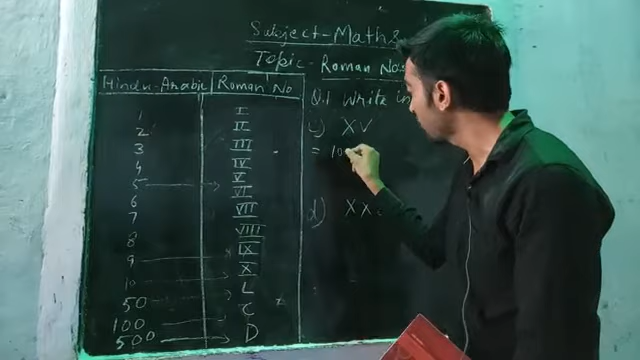 Subject - Maths
Topic - Roman No
Hindu-Arabic Roman No
Q.1 Write in
1 I
2 II
3 III
4 IV
5 V
6 VI
7 VII
8 VIII
9 IX
10 X
50 L
100 C
500 D
c) XV
= 10
d) XX